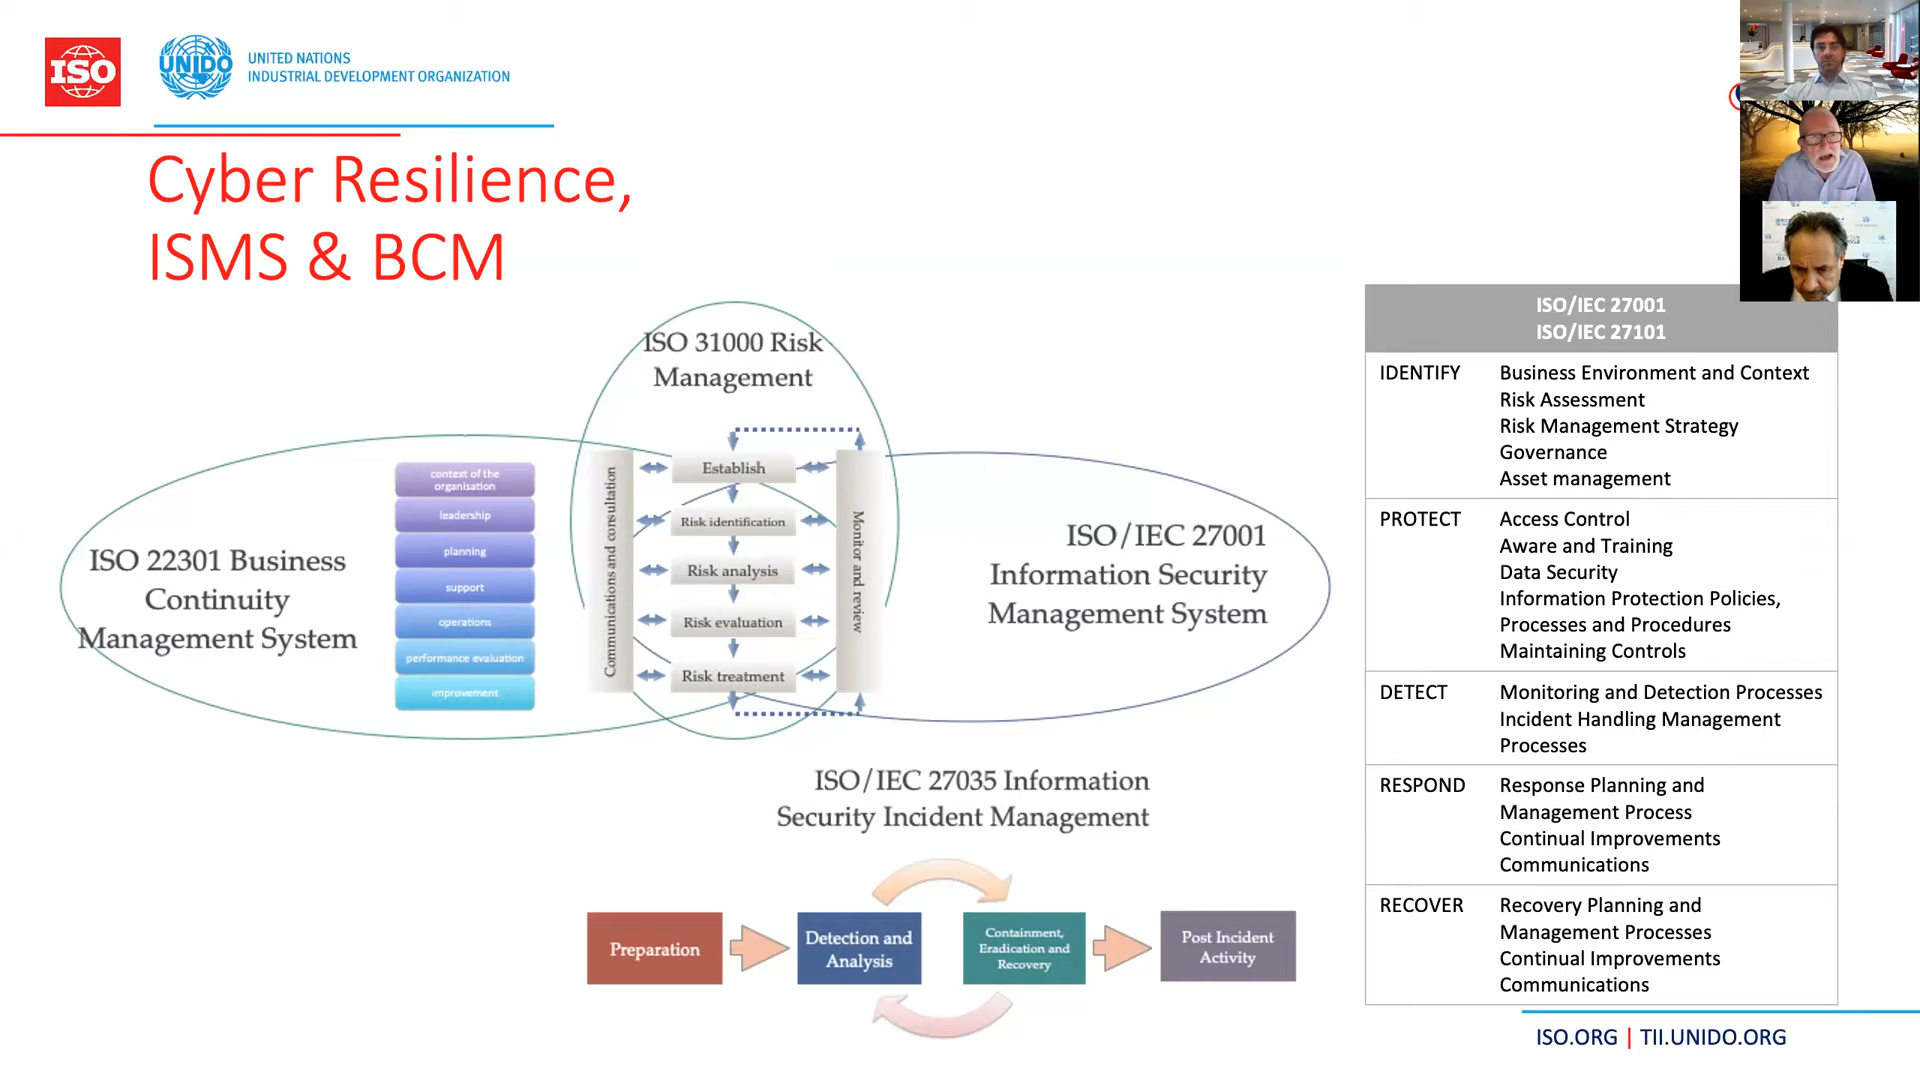 ISO
UNIDO
UNITED NATIONS
INDUSTRIAL DEVELOPMENT ORGANIZATION
Cyber Resilience,
ISMS & BCM
ISO 31000 Risk
Management
ISO 22301 Business
Continuity
Management System
context of the
organisation
leadership
planning
support
operations
performance evaluation
improvement
Communications and consultation
Establish
Risk identification
Risk analysis
Risk evaluation
Risk treatment
Monitor and review
ISO/IEC 27001
Information Security
Management System
ISO/IEC 27035 Information
Security Incident Management
Preparation
Detection and
Analysis
Containment,
Eradication and
Recovery
Post Incident
Activity
ISO/IEC 27001
ISO/IEC 27101
IDENTIFY
Business Environment and Context
Risk Assessment
Risk Management Strategy
Governance
Asset management
PROTECT
Access Control
Aware and Training
Data Security
Information Protection Policies,
Processes and Procedures
Maintaining Controls
DETECT
Monitoring and Detection Processes
Incident Handling Management
Processes
RESPOND
Response Planning and
Management Process
Continual Improvements
Communications
RECOVER
Recovery Planning and
Management Processes
Continual Improvements
Communications
ISO.ORG | TII.UNIDO.ORG